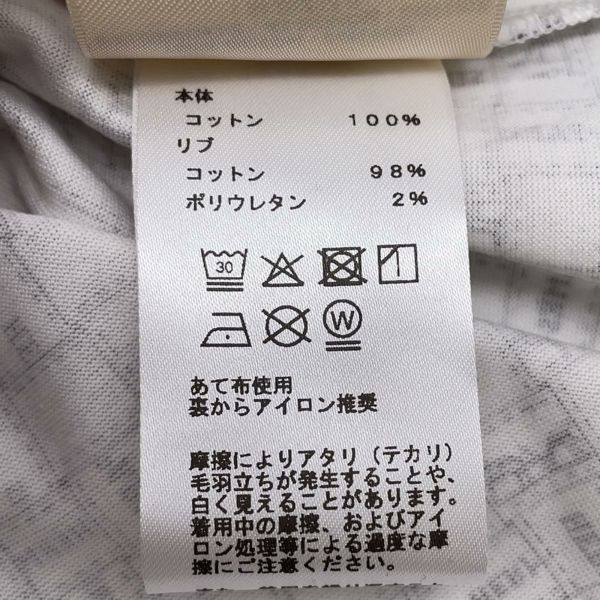 本体
コットン 100%
リブ
コットン 98%
ポリウレタン 2%
30
W
あて布使用
裏からアイロン推奨
摩擦によりアタリ(テカリ)
毛羽立ちが発生することや、
白く見えることがあります。
着用中の摩擦、およびアイ
ロン処理等による過度な摩
擦にご注意ください。